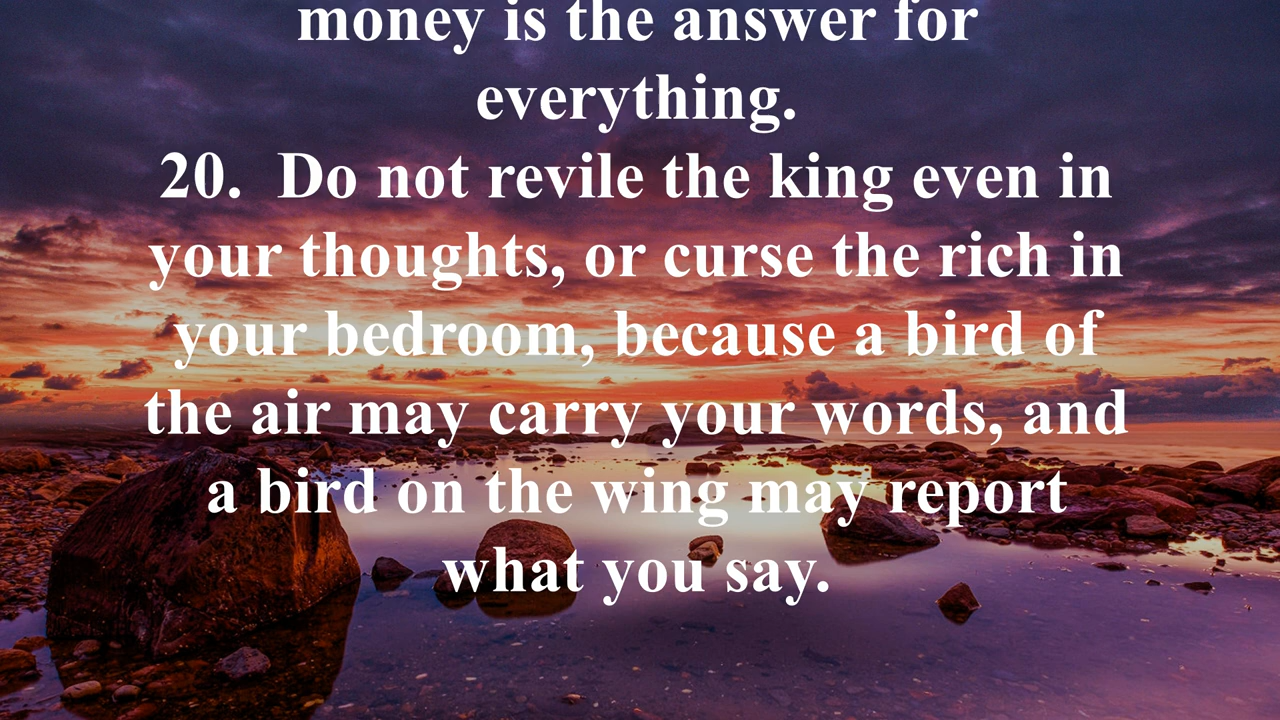 money is the answer for
everything.
20.  Do not revile the king even in
your thoughts, or curse the rich in
your bedroom, because a bird of
the air may carry your words, and
a bird on the wing may report
what you say.